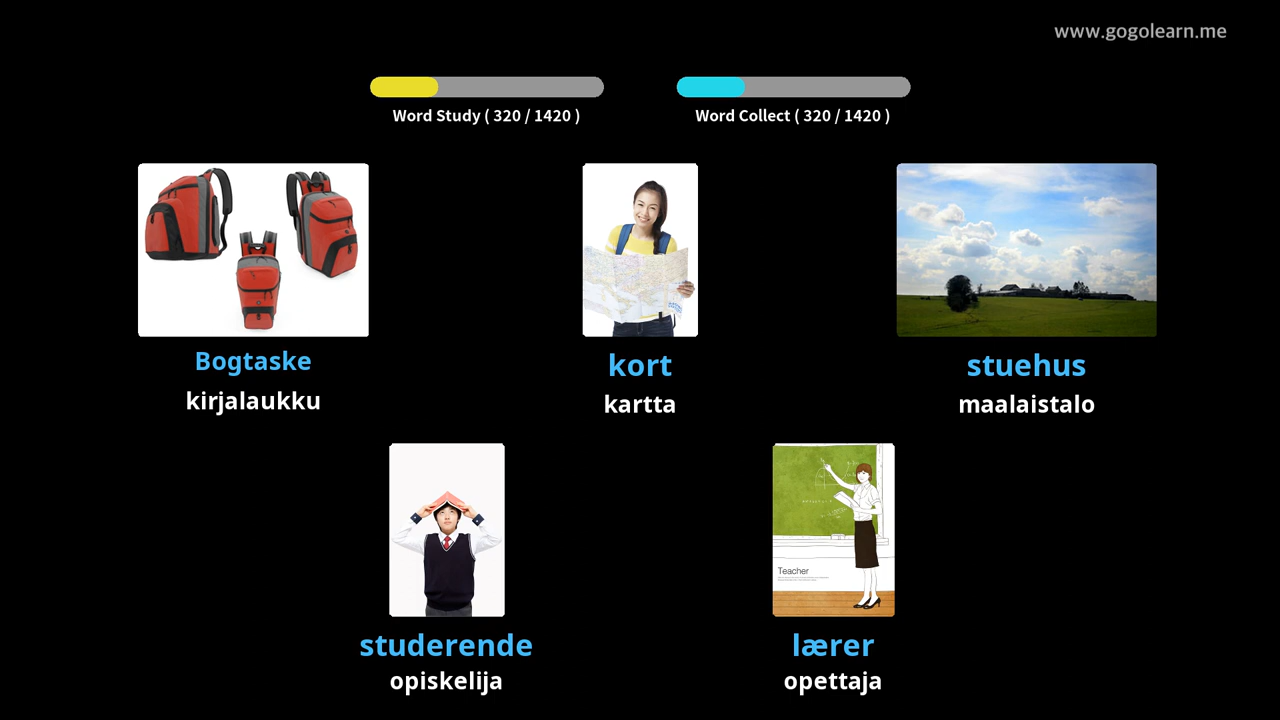 www.gogolearn.me
Word Study ( 320 / 1420 )
Word Collect ( 320 / 1420 )
Bogtaske
kirjalaukku
kort
kartta
stuehus
maalaistalo
Teacher
studerende
opiskelija
lærer
opettaja